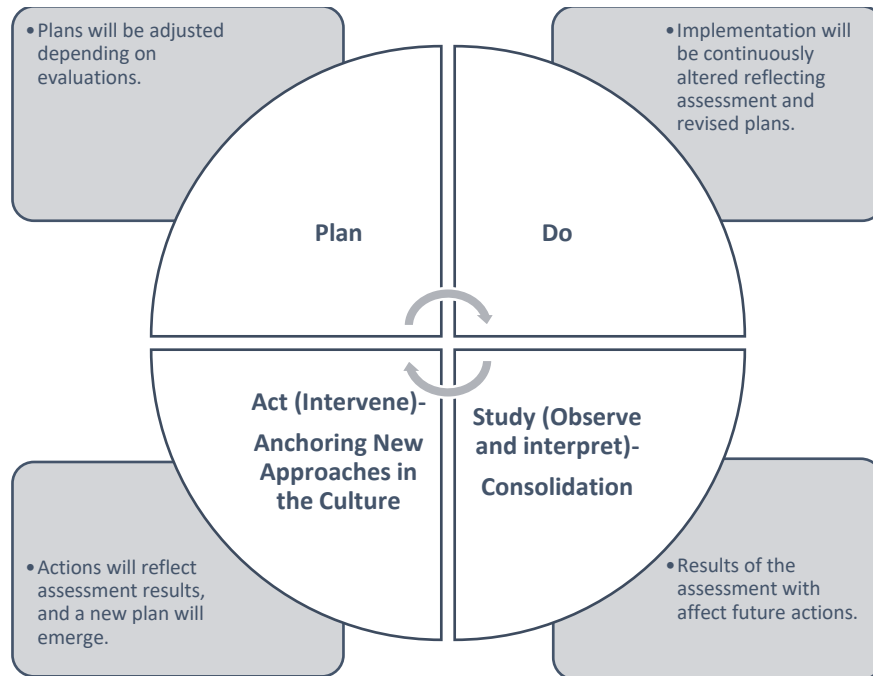 •Plans will be adjusted
depending on
evaluations.
•Implementation will
be continuously
altered reflecting
assessment and
revised plans.
Plan
Do
Act (Intervene)-
Anchoring New
Approaches in
the Culture
Study (Observe
and interpret)-
Consolidation
•Actions will reflect
assessment results,
and a new plan will
emerge.
•Results of the
assessment with
affect future actions.